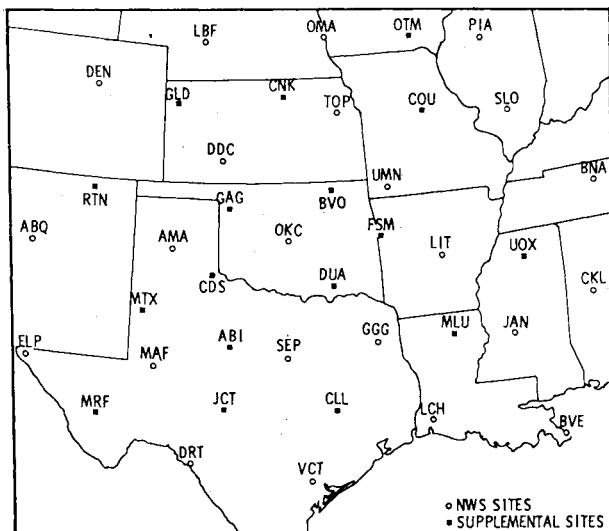 LBF
OMA
OTM
PIA
DEN
GLD
CNK
TOP
COU
SLO
DDC
UMN
BNA
RTN
GAG
BVO
ABQ
AMA
OKC
FSM
LIT
UOX
CDS
DUA
CKL
MTX
ELP
MAF
ABI
SEP
GGG
MLU
JAN
MRF
JCT
CLL
LCH
BVE
DRT
VCT
NWS SITES
SUPPLEMENTAL SITES